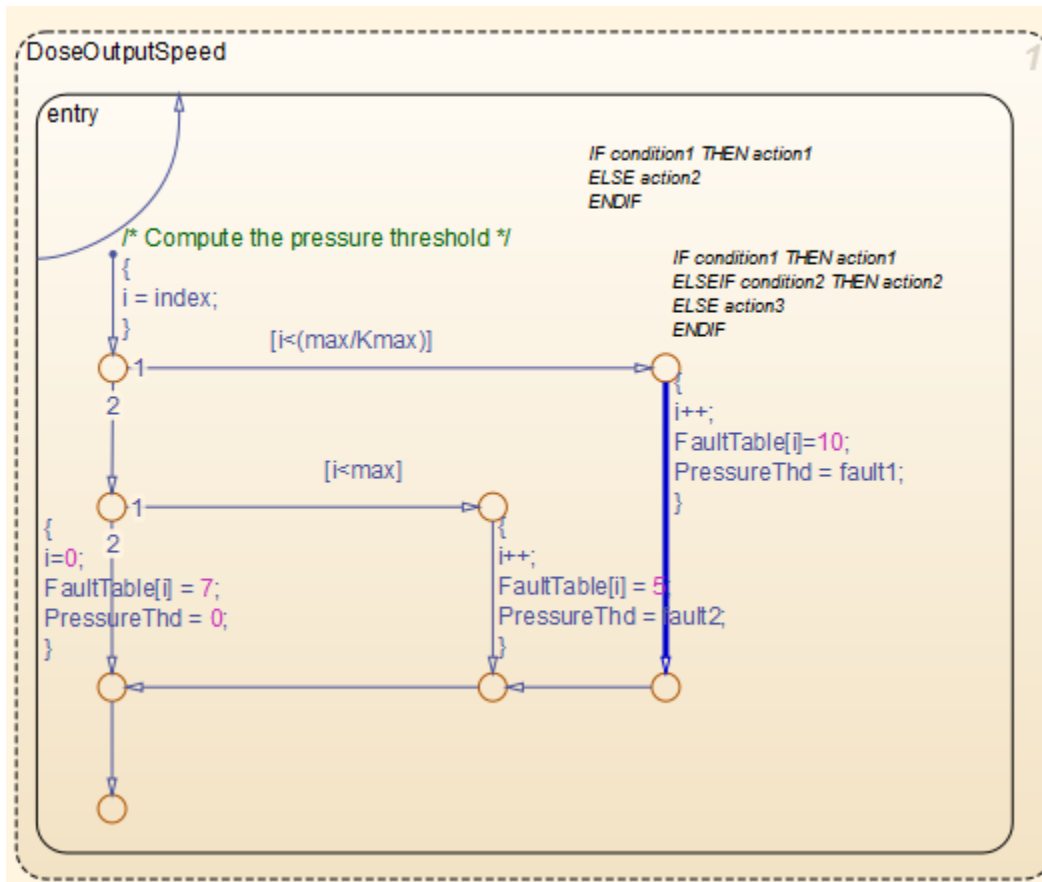 DoseOutputSpeed
1
entry
IF condition1 THEN action1
ELSE action2
ENDIF
/* Compute the pressure threshold */
{
i = index;
}
IF condition1 THEN action1
ELSEIF condition2 THEN action2
ELSE action3
ENDIF
[i<(max/Kmax)]
1
2
{
i++;
FaultTable[i]=10;
PressureThd = fault1;
}
[i<max]
1
2
{
i=0;
FaultTable[i] = 7;
PressureThd = 0;
}
{
i++;
FaultTable[i] = 5;
PressureThd = fault2;
}